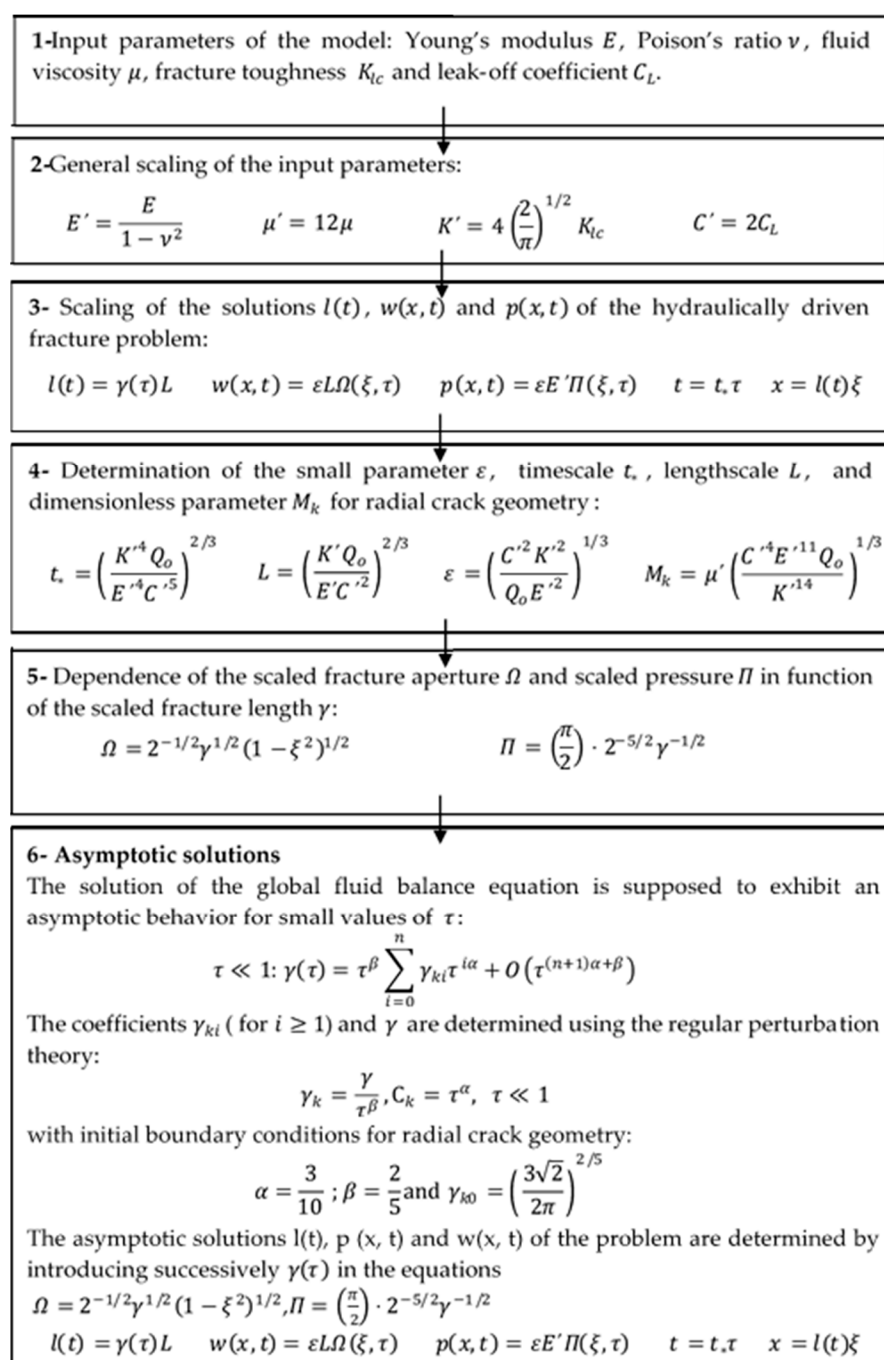 1-Input parameters of the model: Young's modulus E, Poison's ratio ν, fluid
viscosity μ, fracture toughness K_{lc} and leak-off coefficient C_L.
2-General scaling of the input parameters:
E′ = E / (1 − ν²)    μ′ = 12μ    K′ = 4 (2/π)^{1/2} K_{lc}    C′ = 2C_L
3- Scaling of the solutions l(t), w(x,t) and p(x,t) of the hydraulically driven
fracture problem:
l(t) = γ(τ)L    w(x,t) = εLΩ(ξ,τ)    p(x,t) = εE′Π(ξ,τ)    t = t_*τ    x = l(t)ξ
4- Determination of the small parameter ε, timescale t_*, lengthscale L, and
dimensionless parameter M_k for radial crack geometry:
t_* = (K′⁴Q_o / E′⁴C′⁵)^{2/3}    L = (K′Q_o / E′C′²)^{2/3}    ε = (C′²K′² / Q_oE′²)^{1/3}    M_k = μ′ (C′⁴E′¹¹Q_o / K′¹⁴)^{1/3}
5- Dependence of the scaled fracture aperture Ω and scaled pressure Π in function
of the scaled fracture length γ:
Ω = 2^{−1/2}γ^{1/2}(1 − ξ²)^{1/2}    Π = (π/2) · 2^{−5/2}γ^{−1/2}
6- Asymptotic solutions
The solution of the global fluid balance equation is supposed to exhibit an
asymptotic behavior for small values of τ:
τ ≪ 1: γ(τ) = τ^β ∑_{i=0}^{n} γ_{ki}τ^{iα} + O(τ^{(n+1)α+β})
The coefficients γ_{ki} ( for i ≥ 1) and γ are determined using the regular perturbation
theory:
γ_k = γ/τ^β, C_k = τ^α, τ ≪ 1
with initial boundary conditions for radial crack geometry:
α = 3/10 ; β = 2/5 and γ_{k0} = (3√2 / 2π)^{2/5}
The asymptotic solutions l(t), p (x, t) and w(x, t) of the problem are determined by
introducing successively γ(τ) in the equations
Ω = 2^{−1/2}γ^{1/2}(1 − ξ²)^{1/2}, Π = (π/2) · 2^{−5/2}γ^{−1/2}
l(t) = γ(τ)L    w(x,t) = εLΩ(ξ,τ)    p(x,t) = εE′Π(ξ,τ)    t = t_*τ    x = l(t)ξ